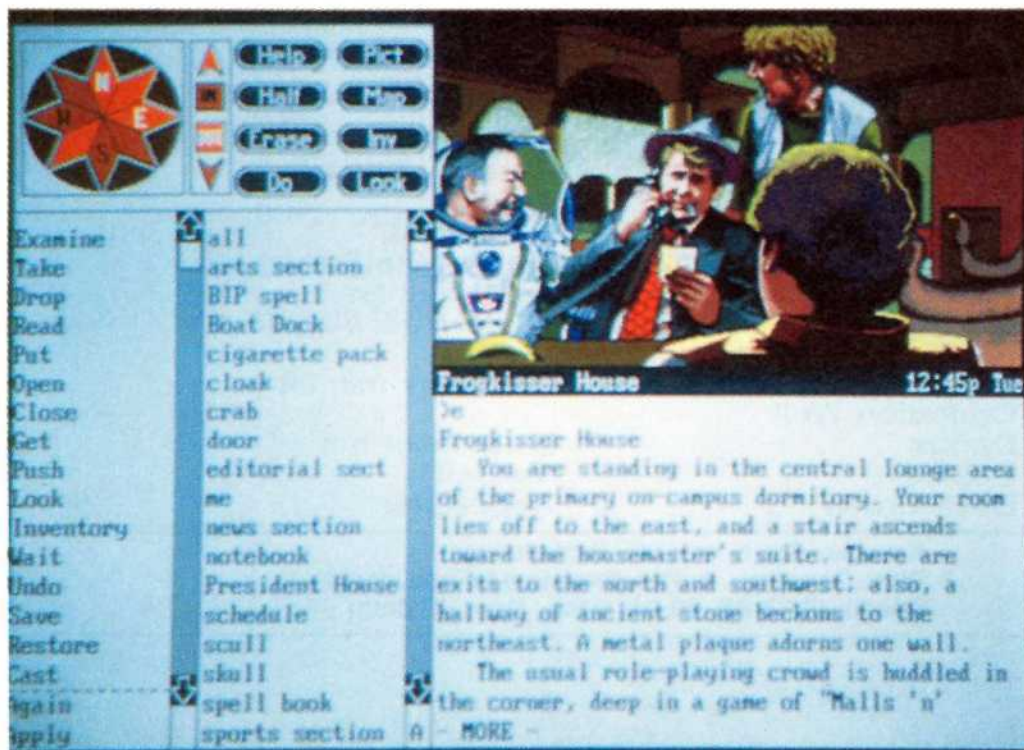 N
E
S
W
IN
Help
Pict
Half
Map
Erase
Inv
Do
Look
Examine
Take
Drop
Read
Put
Open
Close
Get
Push
Look
Inventory
Wait
Undo
Save
Restore
Cast
gain
pply
all
arts section
BIP spell
Boat Dock
cigarette pack
cloak
crab
door
editorial sect
me
news section
notebook
President House
schedule
scull
skull
spell book
sports section A
Frogkisser House 12:45p Tue
>e
Frogkisser House
You are standing in the central lounge area
of the primary on-campus dormitory. Your room
lies off to the east, and a stair ascends
toward the housemaster's suite. There are
exits to the north and southwest; also, a
hallway of ancient stone beckons to the
northeast. A metal plaque adorns one wall.
The usual role-playing crowd is huddled in
the corner, deep in a game of "Malls 'n'
- MORE -